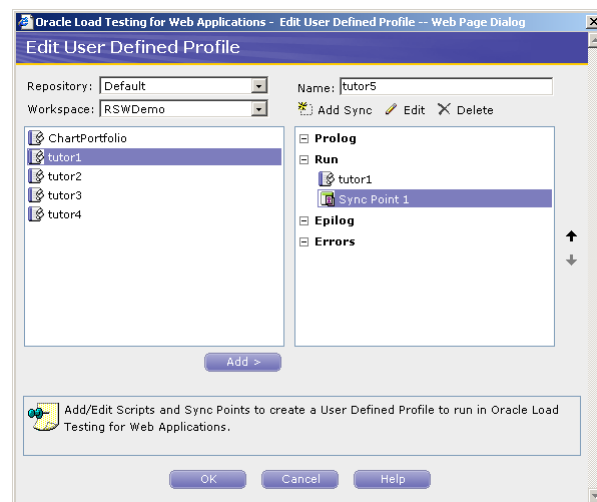 Oracle Load Testing for Web Applications - Edit User Defined Profile -- Web Page Dialog
Edit User Defined Profile
Repository: Default
Workspace: RSWDemo
Name: tutor5
Add Sync Edit Delete
ChartPortfolio
tutor1
tutor2
tutor3
tutor4
Prolog
Run
tutor1
Sync Point 1
Epilog
Errors
Add >
Add/Edit Scripts and Sync Points to create a User Defined Profile to run in Oracle Load
Testing for Web Applications.
OK Cancel Help